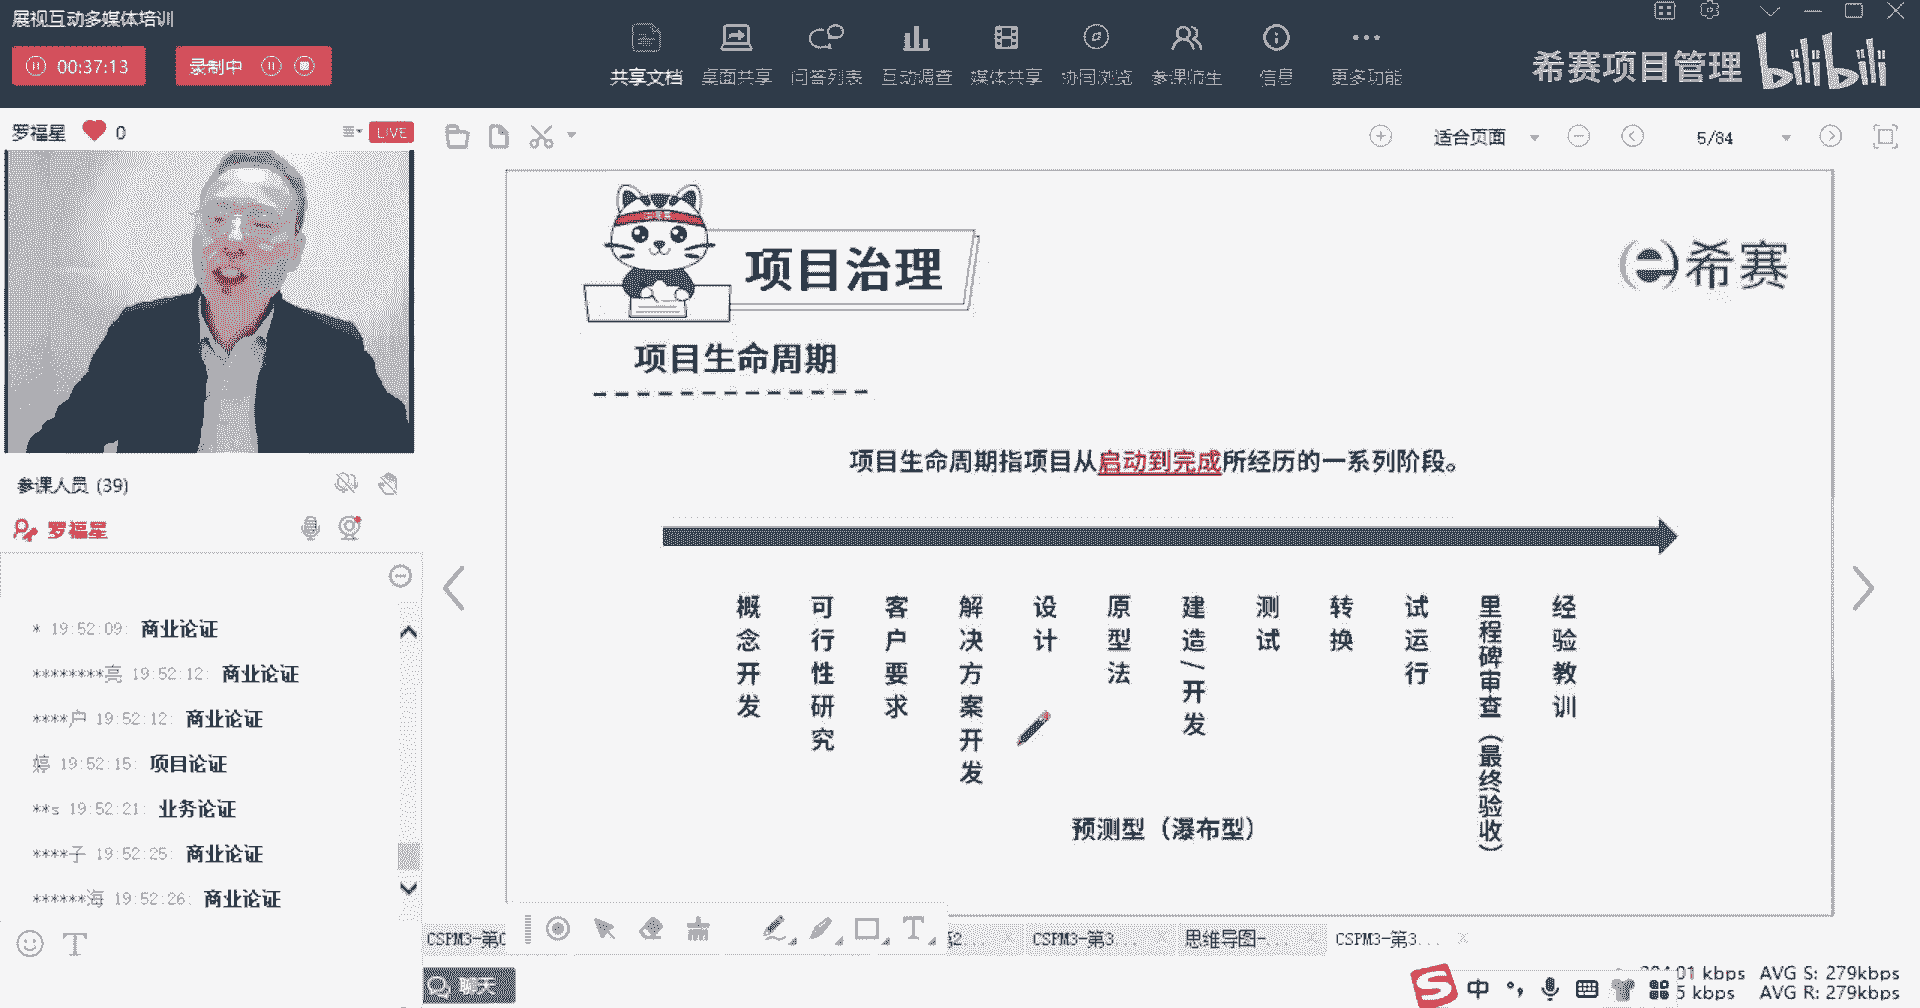 展视互动多媒体培训
00:37:13
录制中
共享文档
桌面共享
问答列表
互动调查
媒体共享
协同浏览
参课师生
信息
更多功能
希赛项目管理
bilibili
罗福星 0
LIVE
适合页面
5/84
项目治理
希赛
项目生命周期
项目生命周期指项目从启动到完成所经历的一系列阶段。
概念开发
可行性研究
客户要求
解决方案开发
设计
原型法
建造/开发
测试
转换
试运行
里程碑审查（最终验收）
经验教训
预测型（瀑布型）
参课人员 (39)
罗福星
* 19:52:09: 商业论证
********亮 19:52:12: 商业论证
****户 19:52:12: 商业论证
婷 19:52:15: 项目论证
**s 19:52:21: 业务论证
****子 19:52:25: 商业论证
******海 19:52:26: 商业论证
CSPM3-第
2...
CSPM3-第3...
思维导图-...
CSPM3-第3...
聊天
中
01 kbps AVG S: 279kbps
5 kbps AVG R: 279kbps